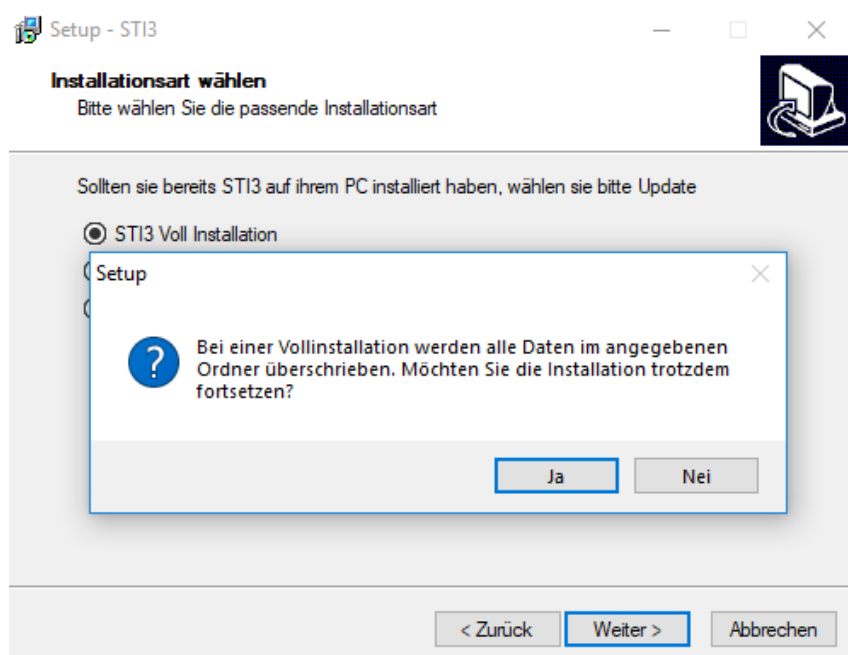 Setup - STI3
Installationsart wählen
Bitte wählen Sie die passende Installationsart
Sollten sie bereits STI3 auf ihrem PC installiert haben, wählen sie bitte Update
STI3 Voll Installation
Setup
Bei einer Vollinstallation werden alle Daten im angegebenen
Ordner überschrieben. Möchten Sie die Installation trotzdem
fortsetzen?
Ja
Nei
< Zurück
Weiter >
Abbrechen